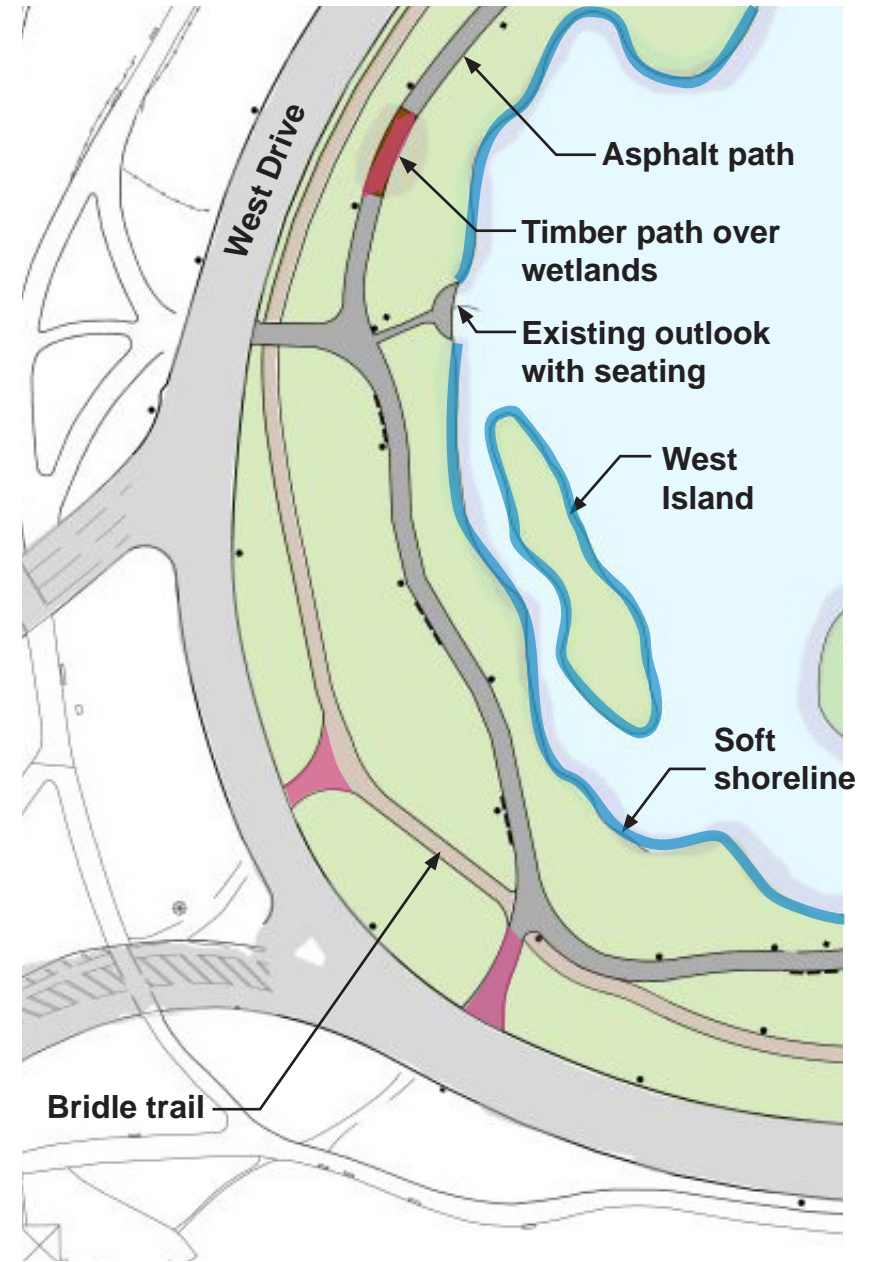 West Drive
Asphalt path
Timber path over
wetlands
Existing outlook
with seating
West
Island
Soft
shoreline
Bridle trail